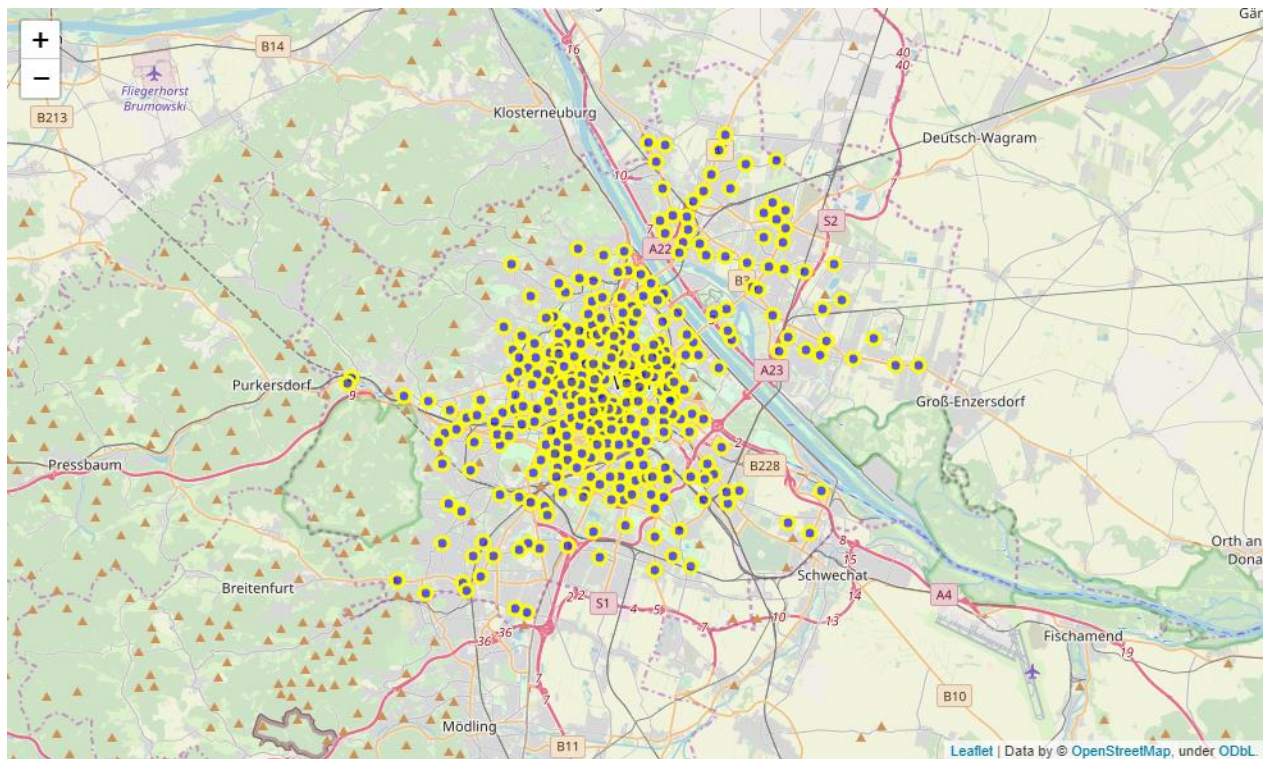 +
−
B14
Fliegerhorst
Brumowski
B213
Klosterneuburg
16
40
40
Gär
Deutsch-Wagram
10
7
7
S2
A22
B3
Purkersdorf
9
A23
Groß-Enzersdorf
Pressbaum
2
B228
8
15
Schwechat
14
Orth an
Dona
Breitenfurt
2
2
S1
4
5
10
13
A4
7
36
36
Fischamend
19
7
7
B10
Mödling
B11
Leaflet | Data by © OpenStreetMap, under ODbL.